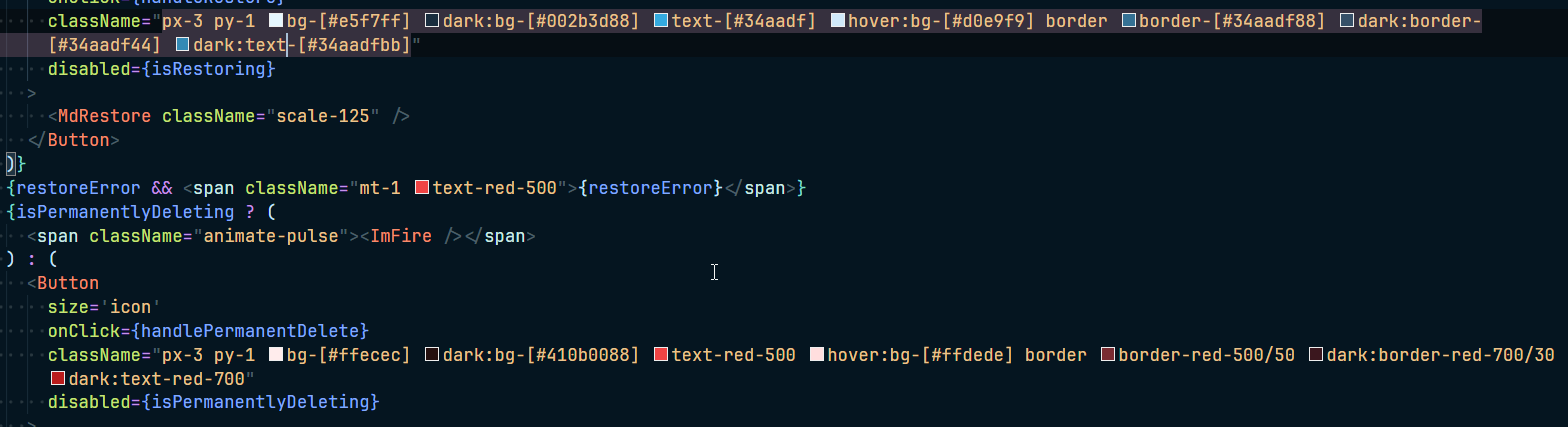 className="px-3 py-1 bg-[#e5f7ff] dark:bg-[#002b3d88] text-[#34aadf] hover:bg-[#d0e9f9] border border-[#34aadf88] dark:border-
[#34aadf44] dark:text-[#34aadfbb]"
disabled={isRestoring}
>
<MdRestore className="scale-125" />
</Button>
)}
{restoreError && <span className="mt-1 text-red-500">{restoreError}</span>}
{isPermanentlyDeleting ? (
<span className="animate-pulse"><ImFire /></span>
) : (
<Button
size='icon'
onClick={handlePermanentDelete}
className="px-3 py-1 bg-[#ffecec] dark:bg-[#410b0088] text-red-500 hover:bg-[#ffdede] border border-red-500/50 dark:border-red-700/30
dark:text-red-700"
disabled={isPermanentlyDeleting}